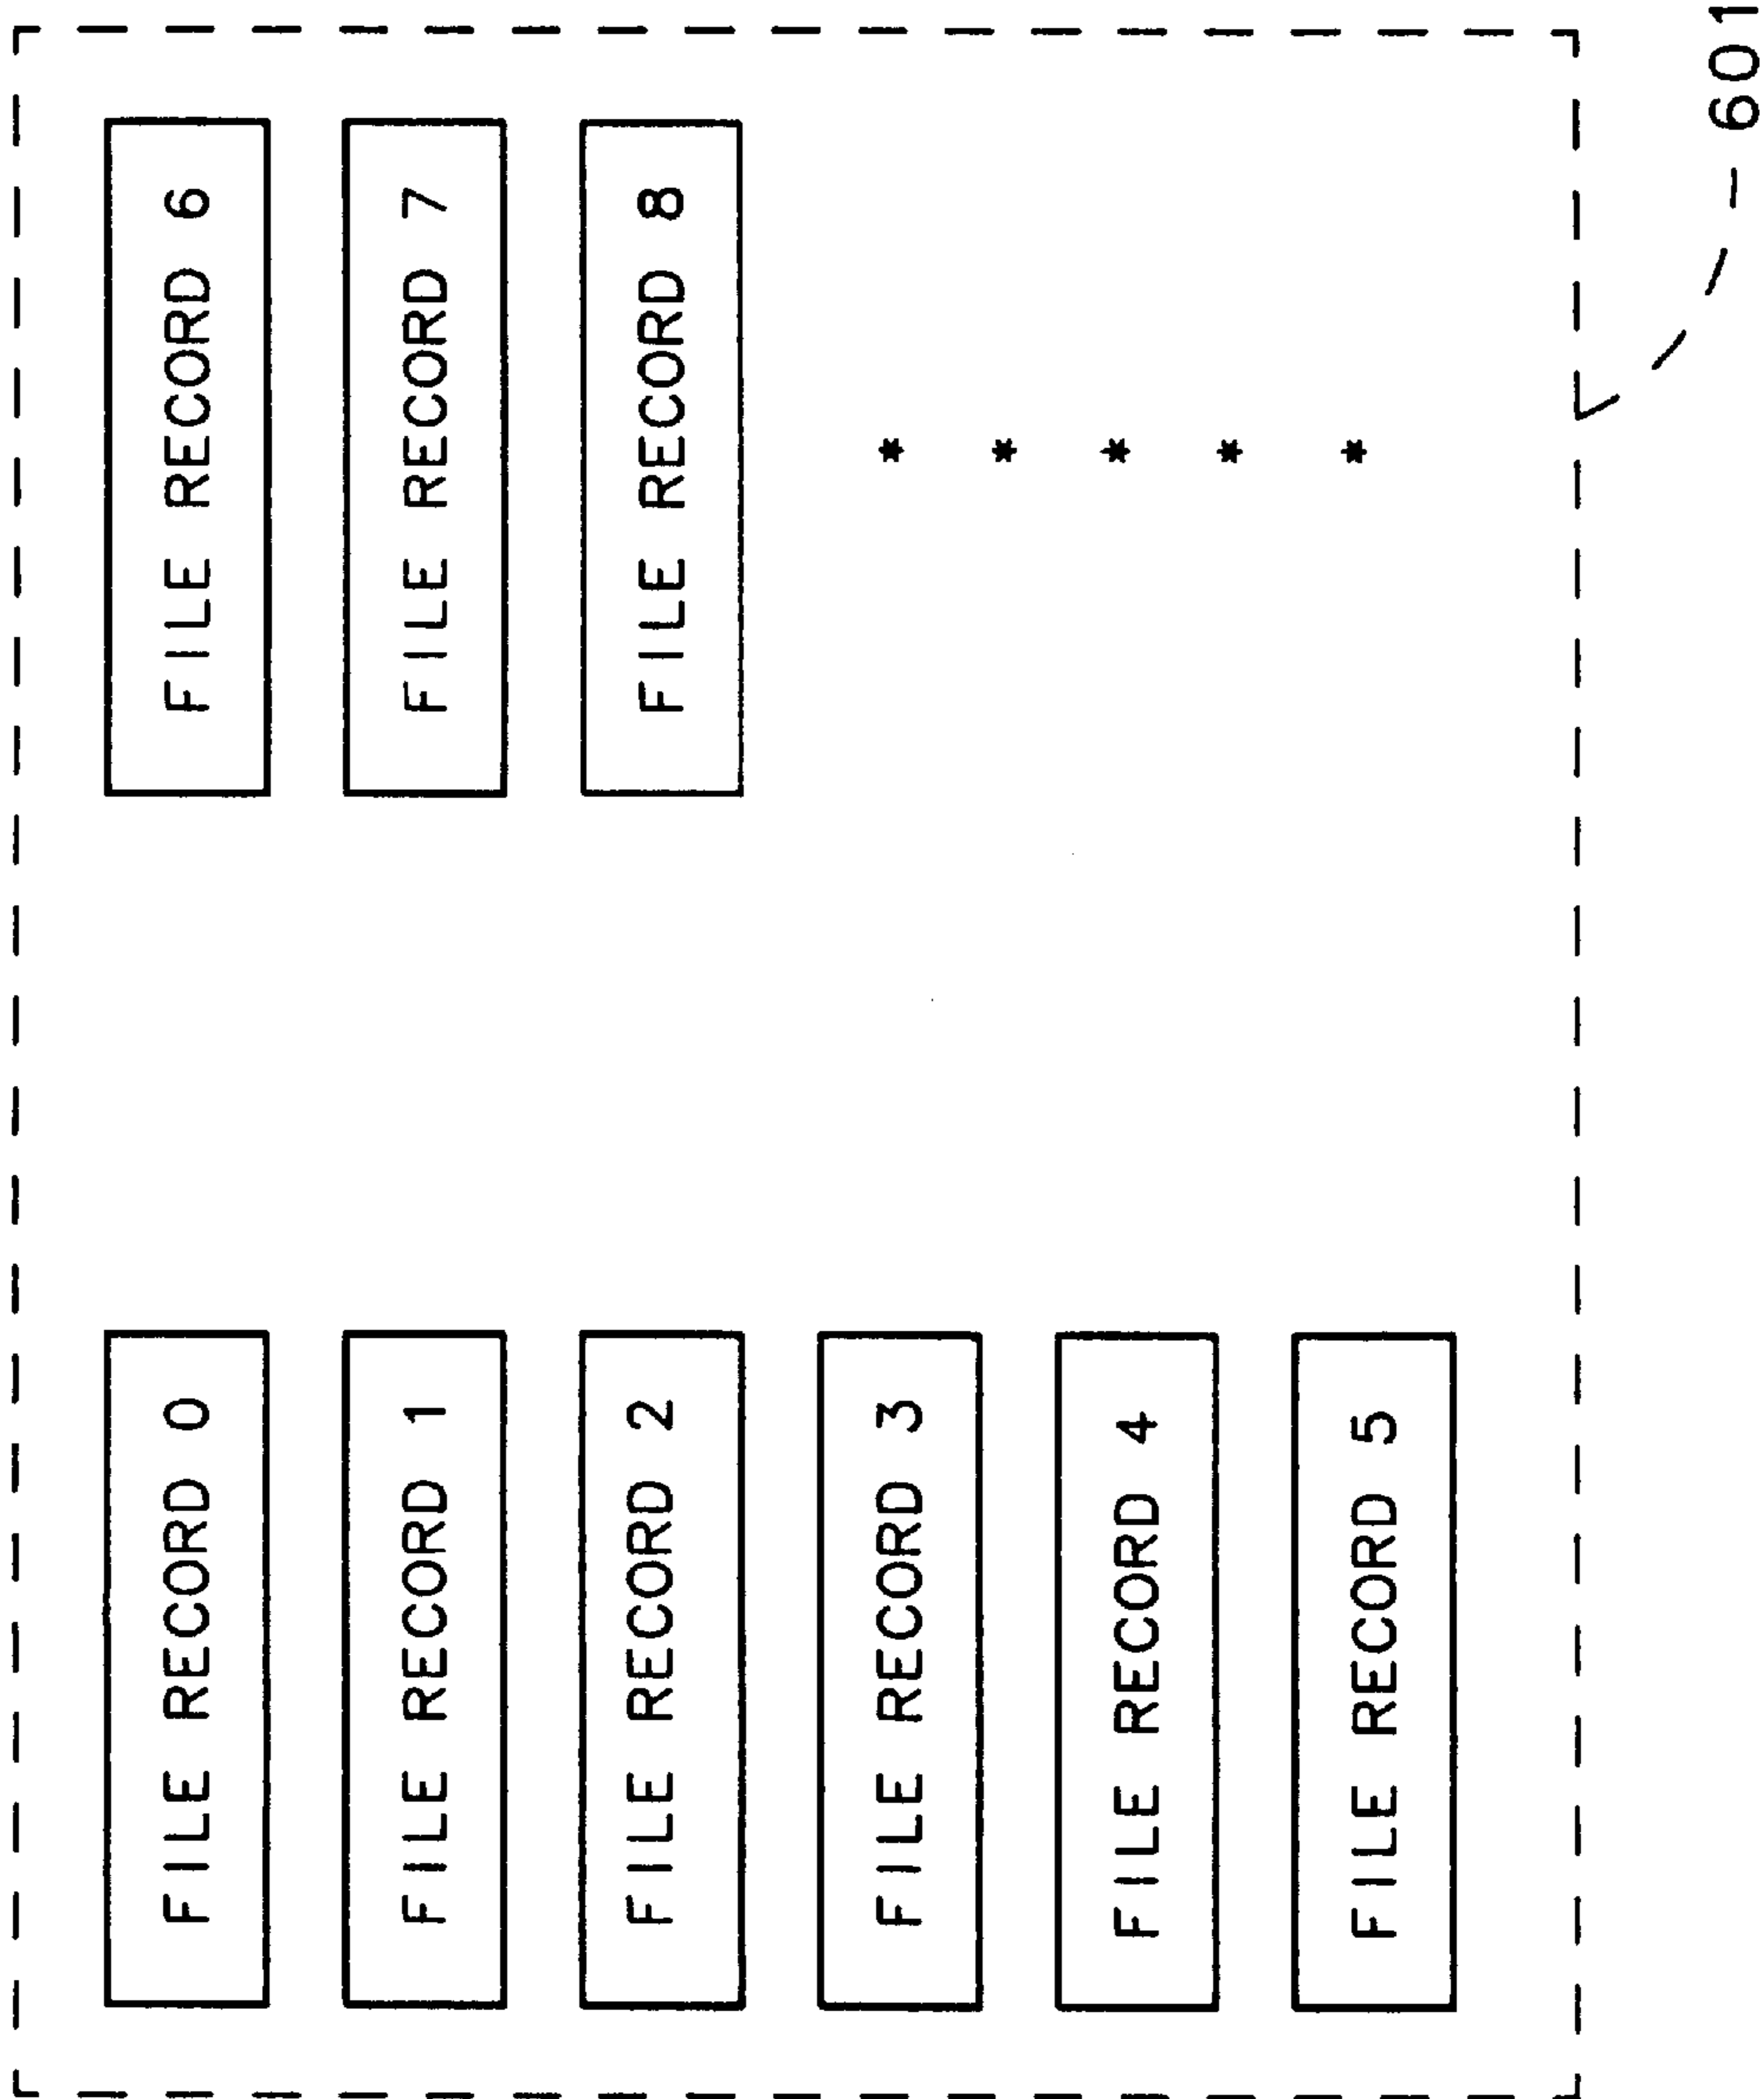 FILE RECORD 0
FILE RECORD 1
FILE RECORD 2
FILE RECORD 3
FILE RECORD 4
FILE RECORD 5
FILE RECORD 6
FILE RECORD 7
FILE RECORD 8
*
*
*
*
*
601